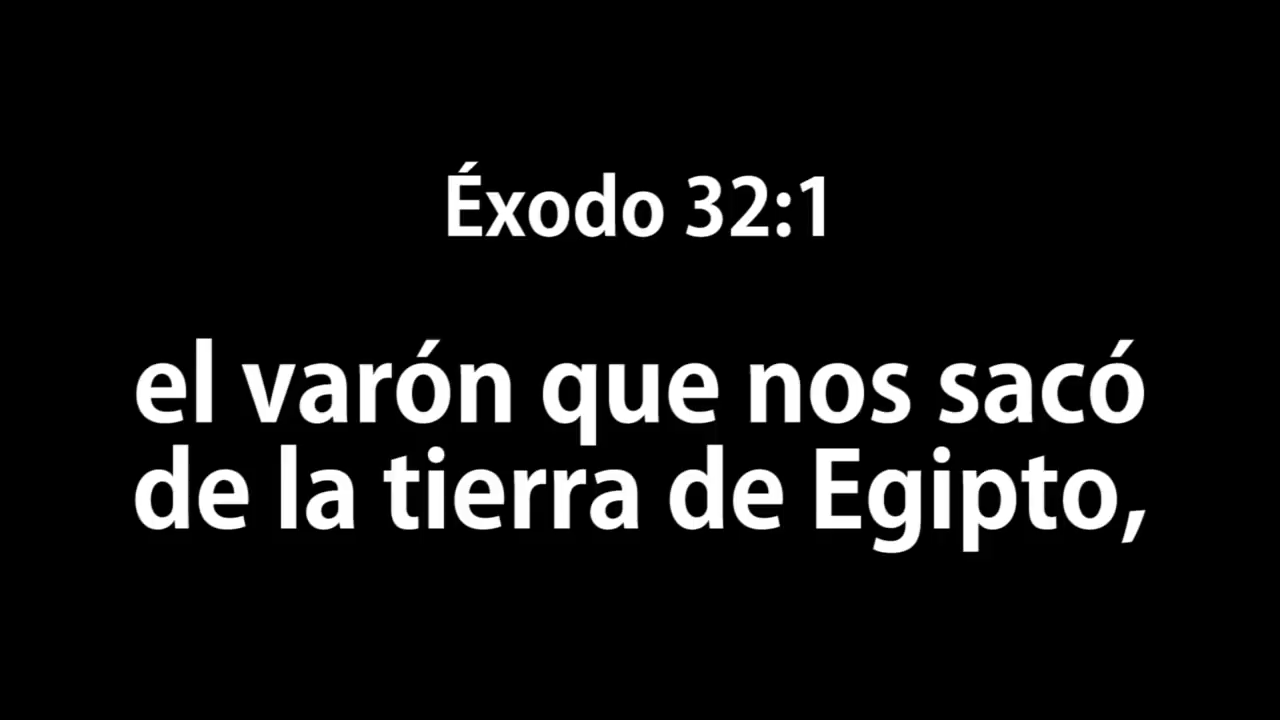 Éxodo 32:1
el varón que nos sacó
de la tierra de Egipto,